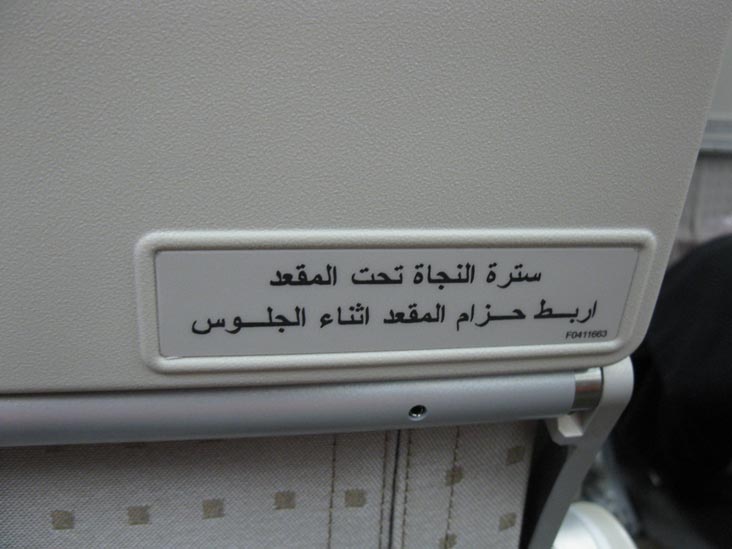 سترة النجاة تحت المقعد
اربط حزام المقعد اثناء الجلوس
F0411663